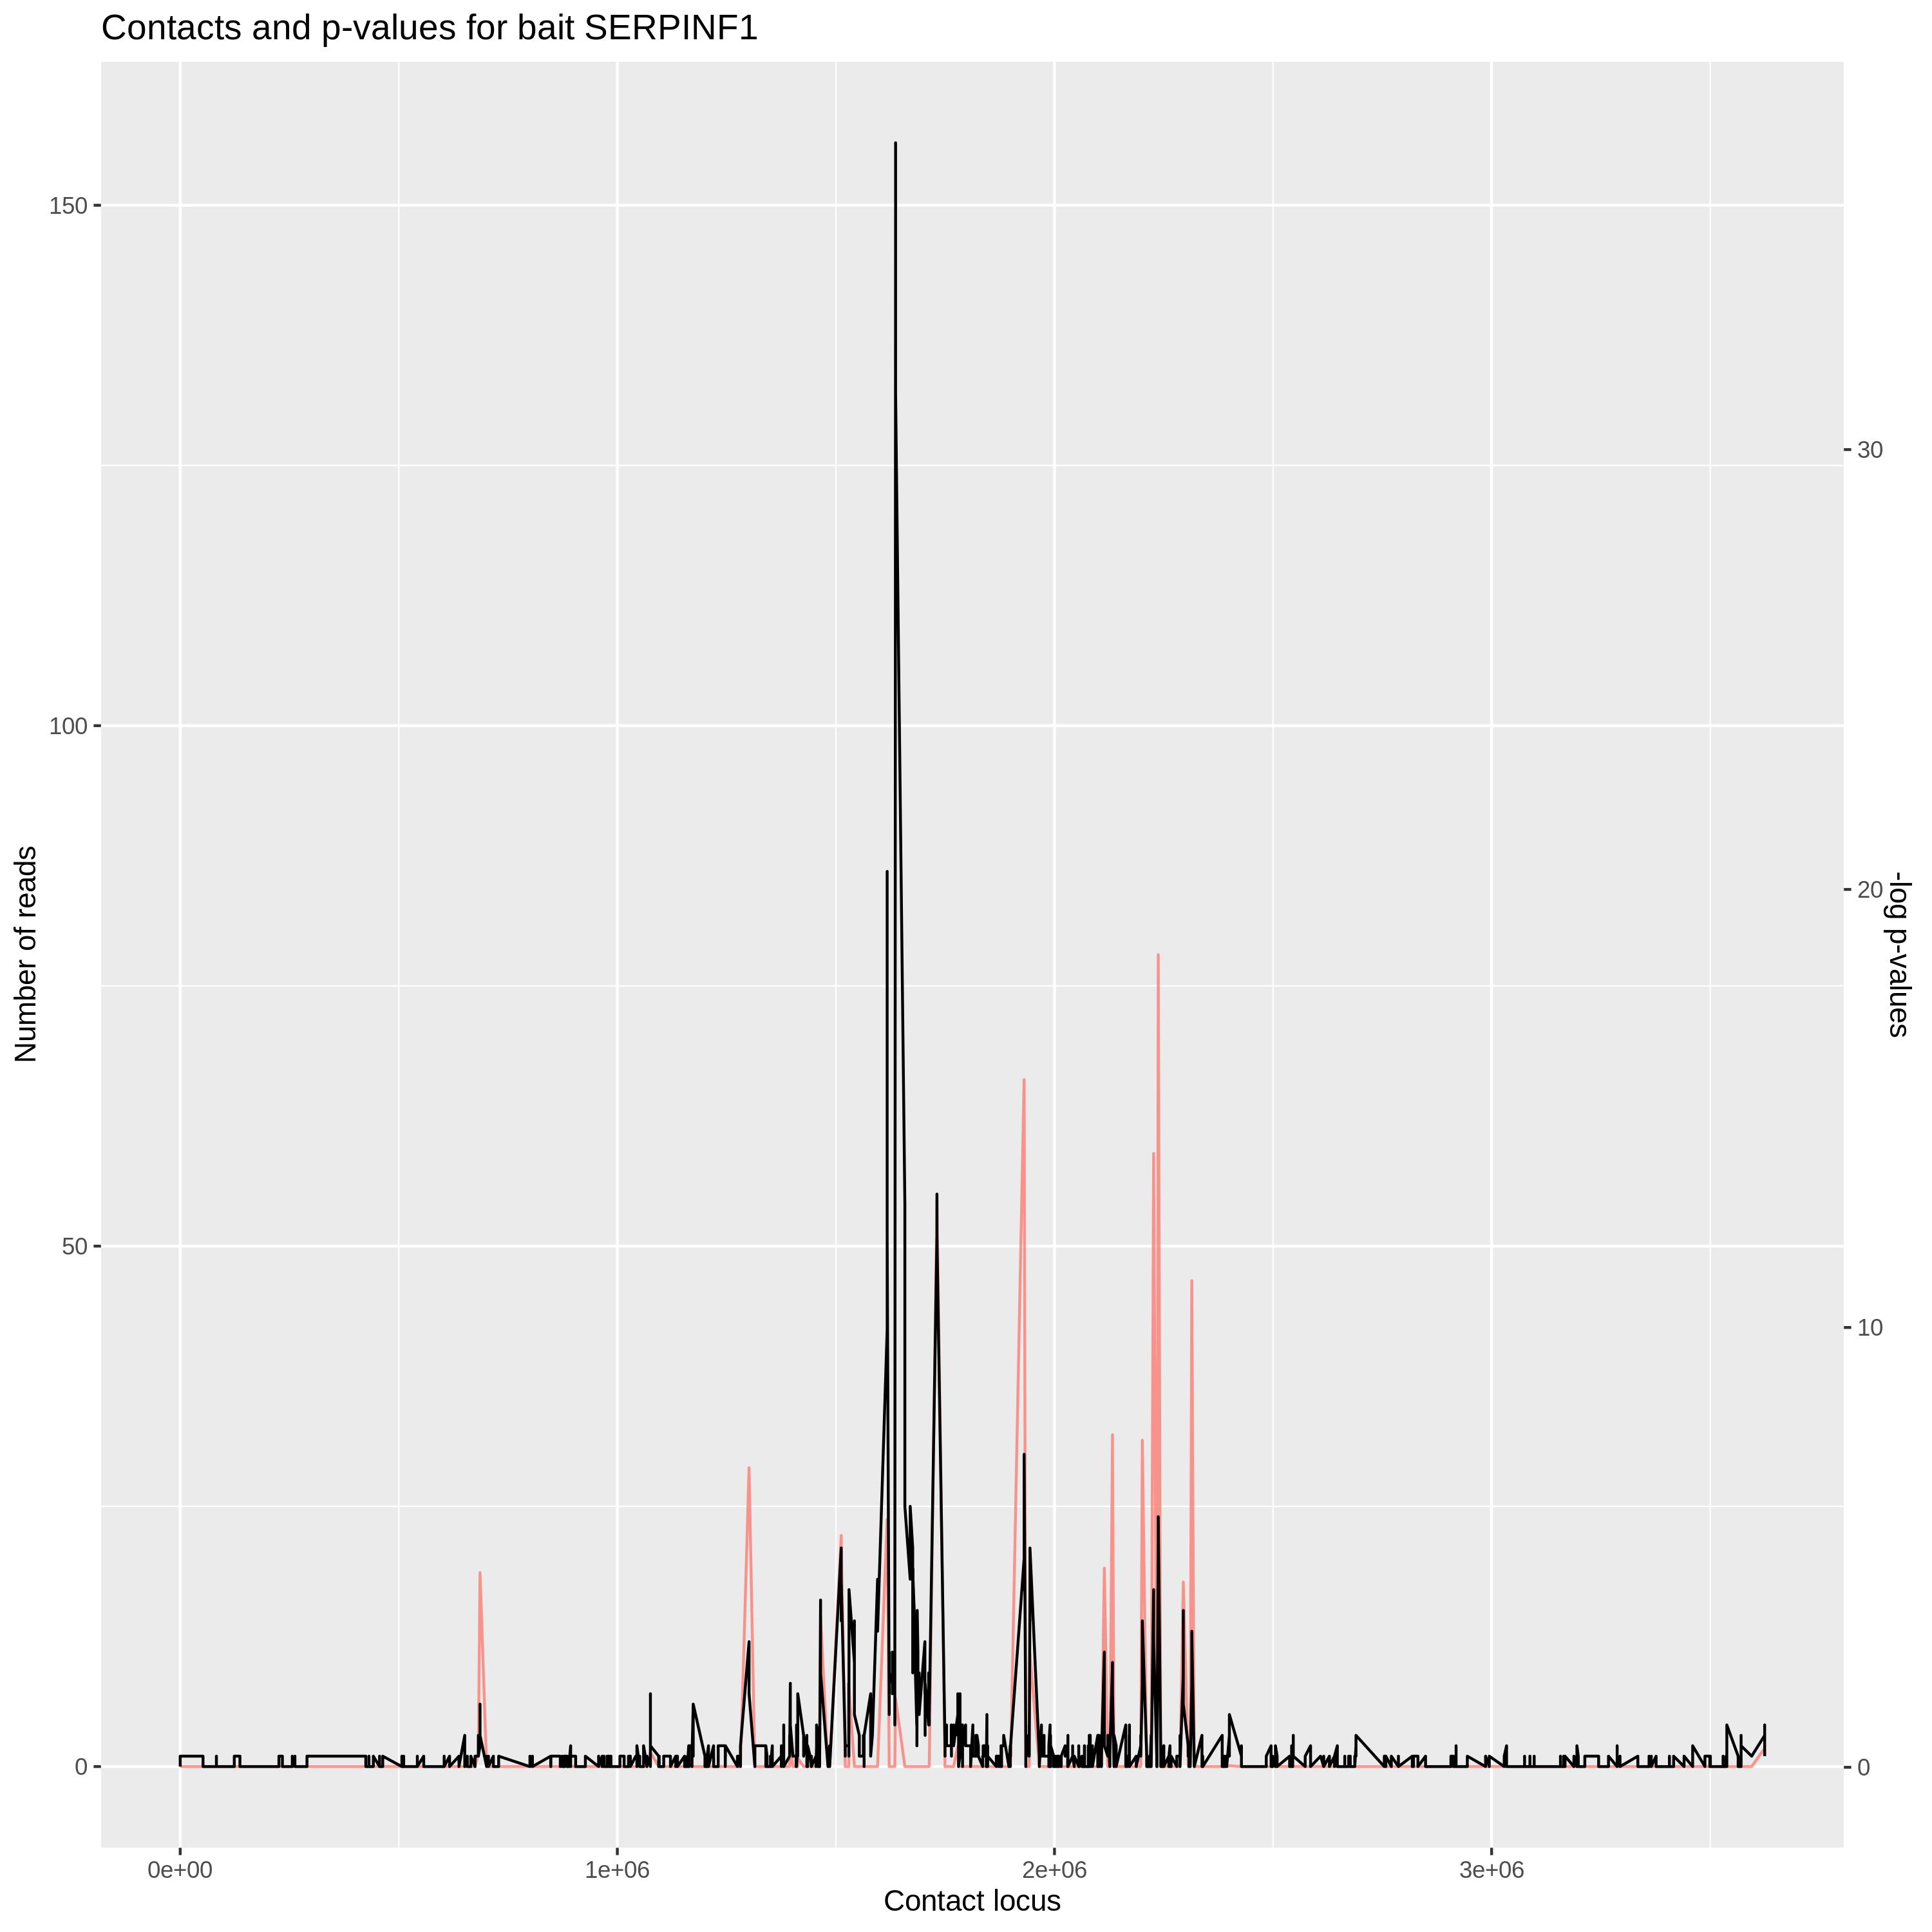 Contacts and p-values for bait SERPINF1
150
100
50
0
Number of reads
30
20
10
0
-log p-values
0e+00
1e+06
2e+06
3e+06
Contact locus